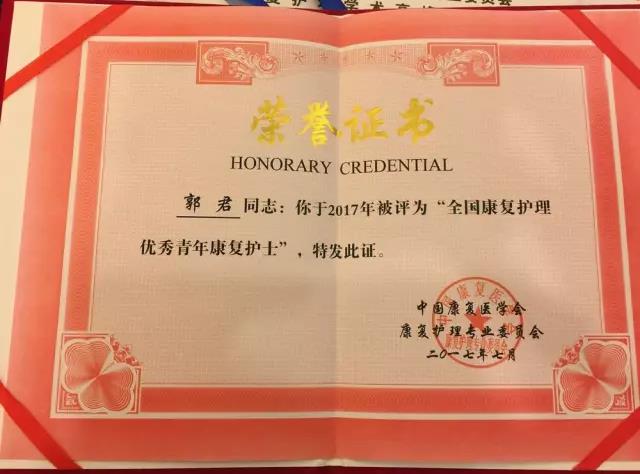 荣誉证书
HONORARY CREDENTIAL
郭 君 同志：你于2017年被评为“全国康复护理
优秀青年康复护士”，特发此证。
中国康复医学会
康复护理专业委员会
二〇一七年七月